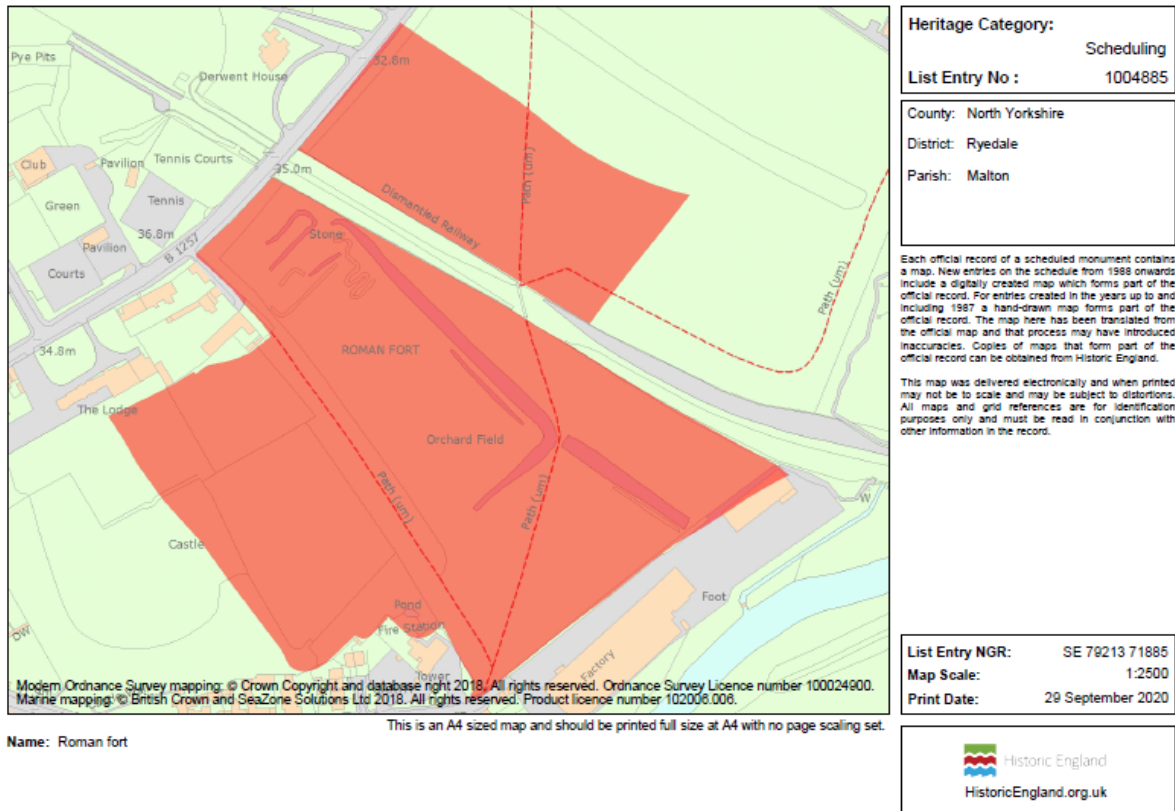 Pye Pits
Derwent House
32.8m
Club
Pavilion
Tennis Courts
35.0m
Green
Tennis
36.8m
Pavilion
Courts
B 1257
Dismantled Railway
Path (um)
Path (um)
Stone
34.8m
ROMAN FORT
The Lodge
Orchard Field
Path (um)
Path (um)
Castle
W
Foot
Pond
Fire Station
DW
Tower
Factory
Modern Ordnance Survey mapping: © Crown Copyright and database right 2018. All rights reserved. Ordnance Survey Licence number 100024900.
Marine mapping: © British Crown and SeaZone Solutions Ltd 2018. All rights reserved. Product licence number 102006.006.
This is an A4 sized map and should be printed full size at A4 with no page scaling set.
Name: Roman fort
Heritage Category:
Scheduling
List Entry No : 1004885
County: North Yorkshire
District: Ryedale
Parish: Malton
Each official record of a scheduled monument contains
a map. New entries on the schedule from 1988 onwards
include a digitally created map which forms part of the
official record. For entries created in the years up to and
including 1987 a hand-drawn map forms part of the
official record. The map here has been translated from
the official map and that process may have introduced
inaccuracies. Copies of maps that form part of the
official record can be obtained from Historic England.
This map was delivered electronically and when printed
may not be to scale and may be subject to distortions.
All maps and grid references are for identification
purposes only and must be read in conjunction with
other information in the record.
List Entry NGR: SE 79213 71885
Map Scale: 1:2500
Print Date: 29 September 2020
Historic England
HistoricEngland.org.uk